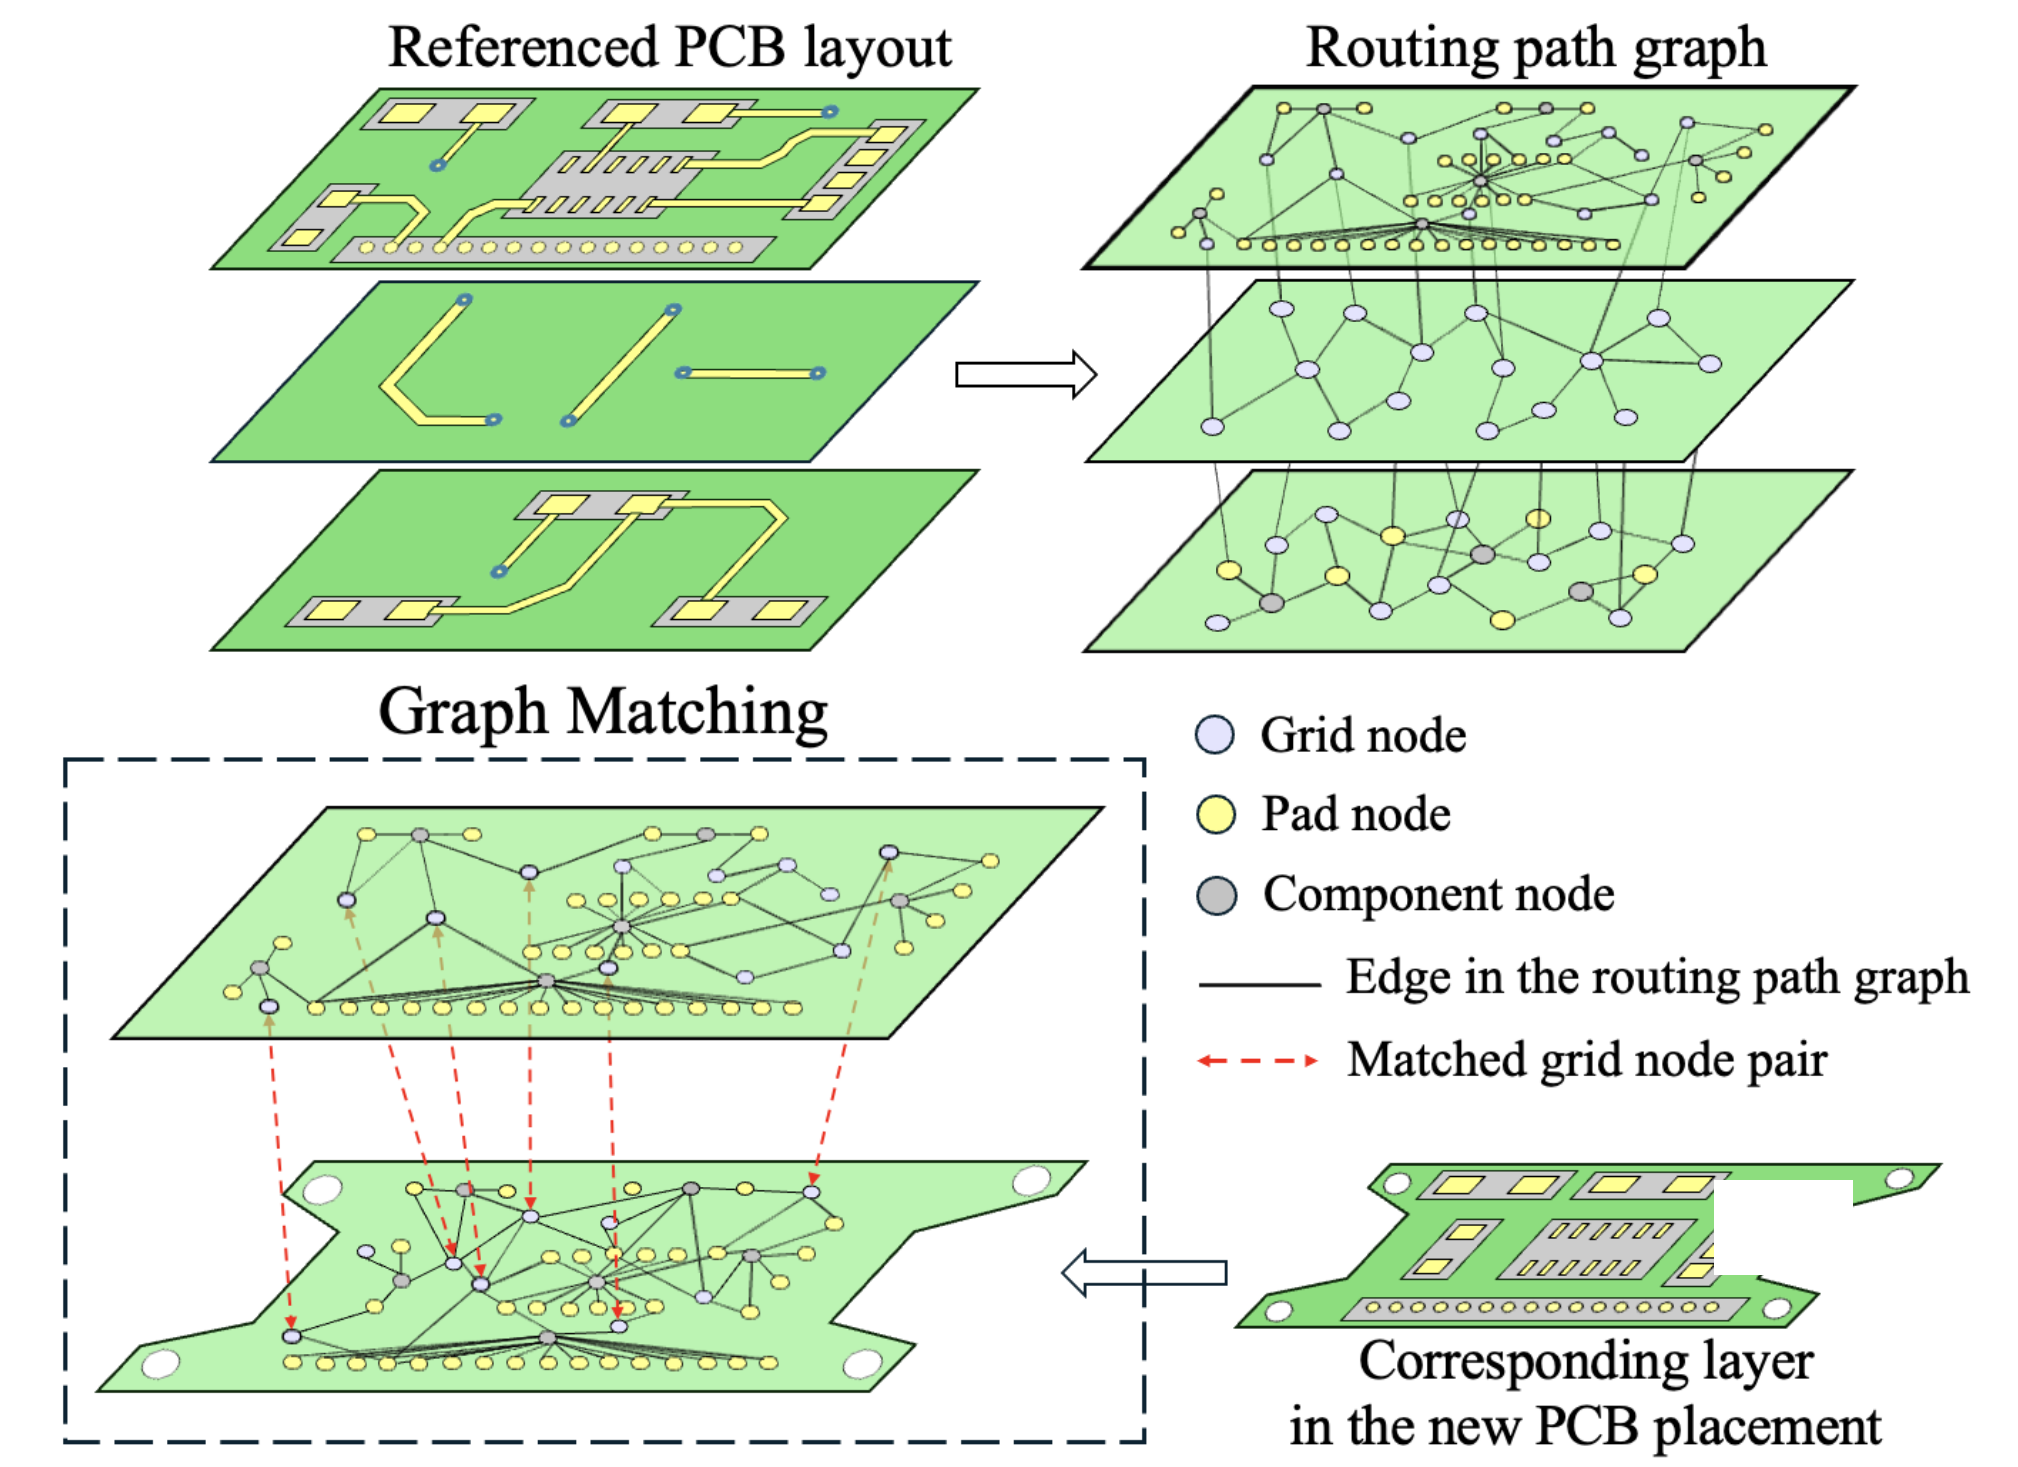 Referenced PCB layout
Routing path graph
Graph Matching
Grid node
Pad node
Component node
Edge in the routing path graph
Matched grid node pair
Corresponding layer
in the new PCB placement